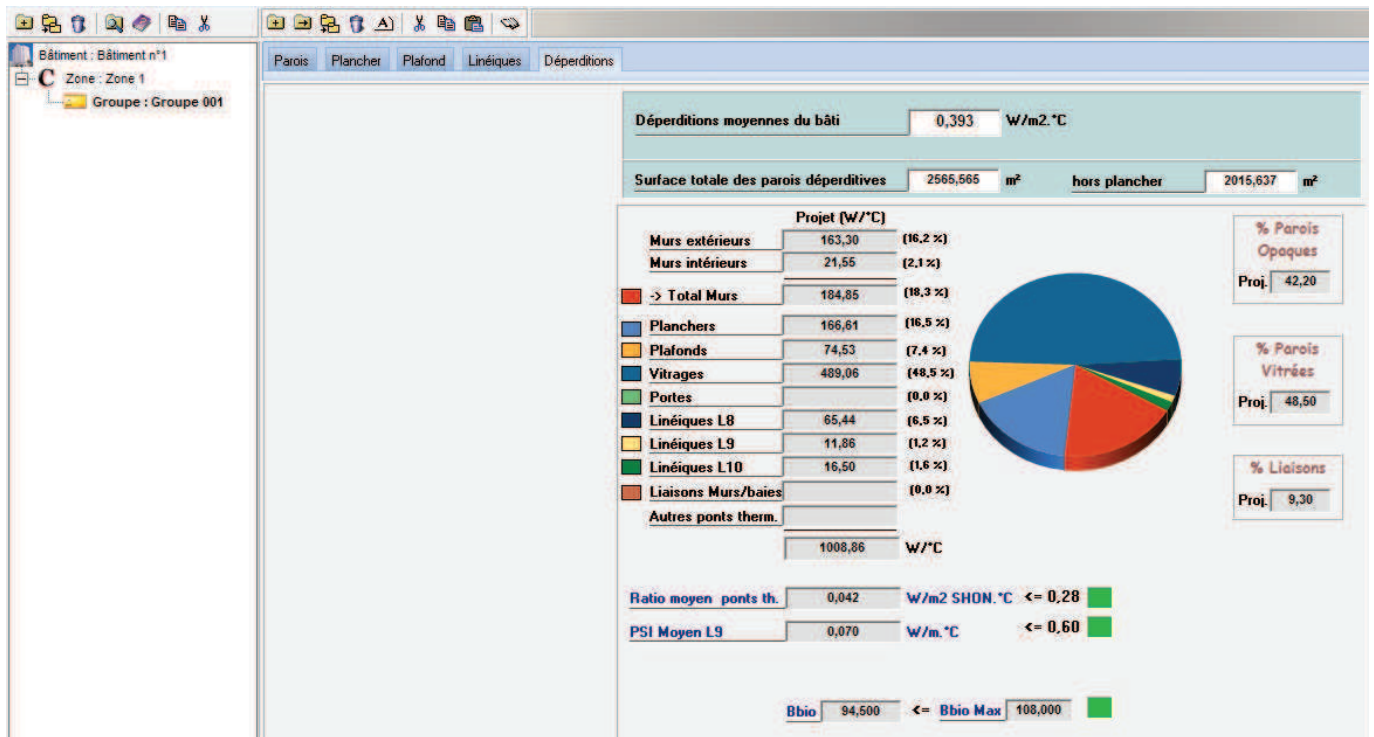 Bâtiment : Bâtiment n°1
C Zone : Zone 1
Groupe : Groupe 001
Parois Plancher Plafond Linéiques Déperditions
Déperditions moyennes du bâti 0,393 W/m2.°C
Surface totale des parois déperditives 2565,565 m² hors plancher 2015,637 m²
Projet (W/°C)
Murs extérieurs 163,30 (16,2 %)
Murs intérieurs 21,55 (2,1 %)
-> Total Murs 184,85 (18,3 %)
Planchers 166,61 (16,5 %)
Plafonds 74,53 (7,4 %)
Vitrages 489,06 (48,5 %)
Portes (0,0 %)
Linéiques L8 65,44 (6,5 %)
Linéiques L9 11,86 (1,2 %)
Linéiques L10 16,50 (1,6 %)
Liaisons Murs/baies (0,0 %)
Autres ponts therm.
1008,86 W/°C
% Parois
Opaques
Proj. 42,20
% Parois
Vitrées
Proj. 48,50
% Liaisons
Proj. 9,30
Ratio moyen ponts th. 0,042 W/m2 SHON.°C <= 0,28
PSI Moyen L9 0,070 W/m.°C <= 0,60
Bbio 94,500 <= Bbio Max 108,000